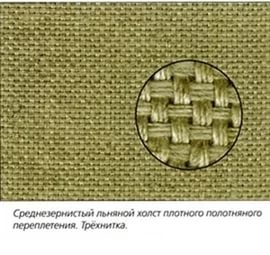 Среднезернистый льняной холст плотного полотняного
переплетения. Трёхнитка.